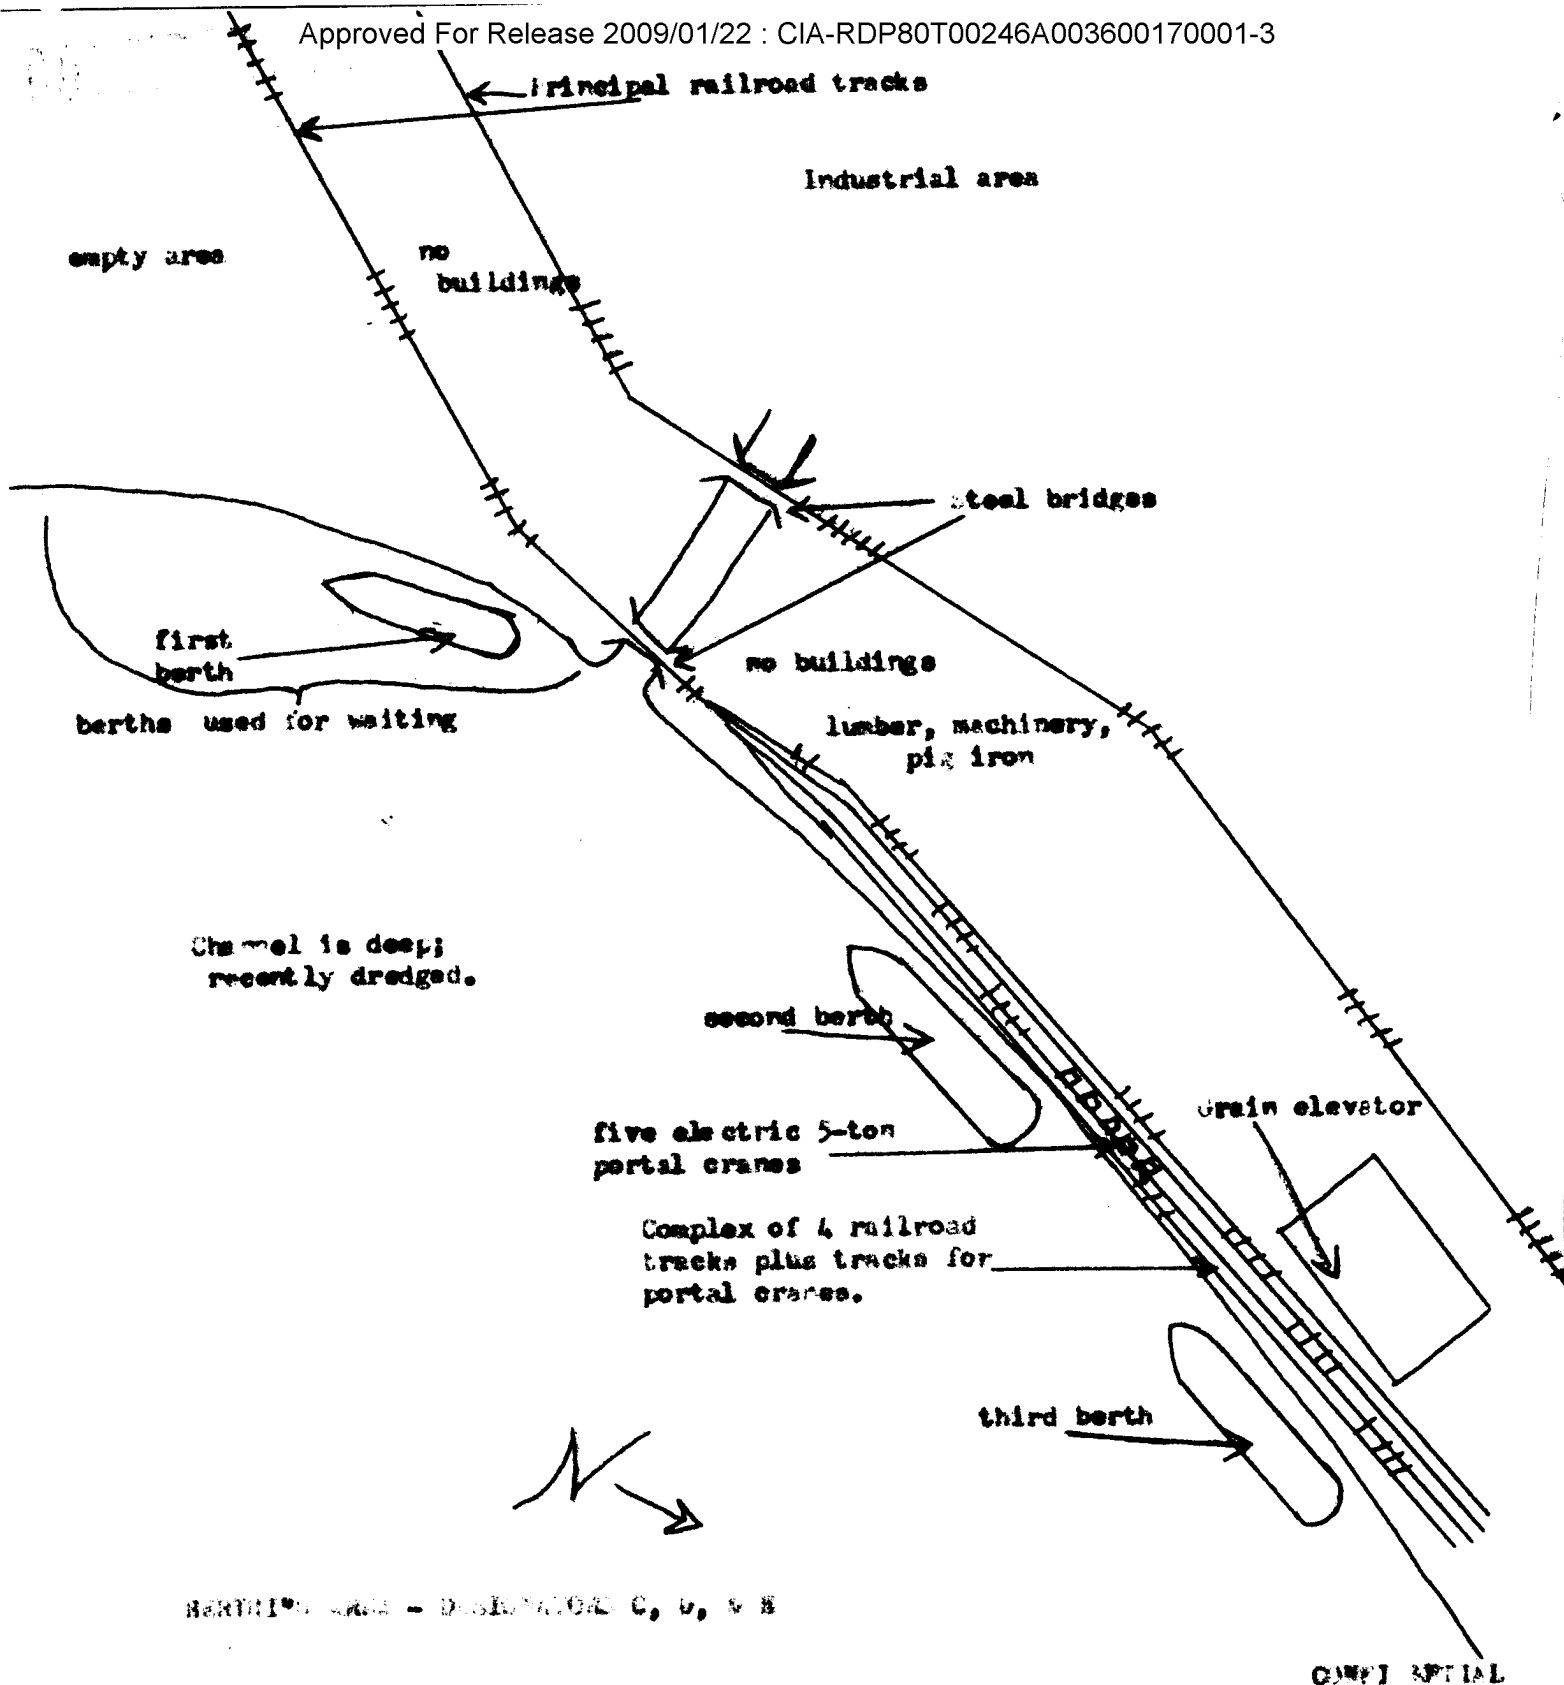 Approved For Release 2009/01/22 : CIA-RDP80T00246A003600170001-3
Principal railroad tracks
Industrial area
empty area
no
buildings
steel bridges
first
berth
no buildings
berths used for waiting
lumber, machinery,
pig iron
Channel is deep;
recently dredged.
second berth
five electric 5-ton
portal cranes
Grain elevator
Complex of 4 railroad
tracks plus tracks for
portal cranes.
third berth
N
BERTHING AREA - C, D, & E
CONFIDENTIAL